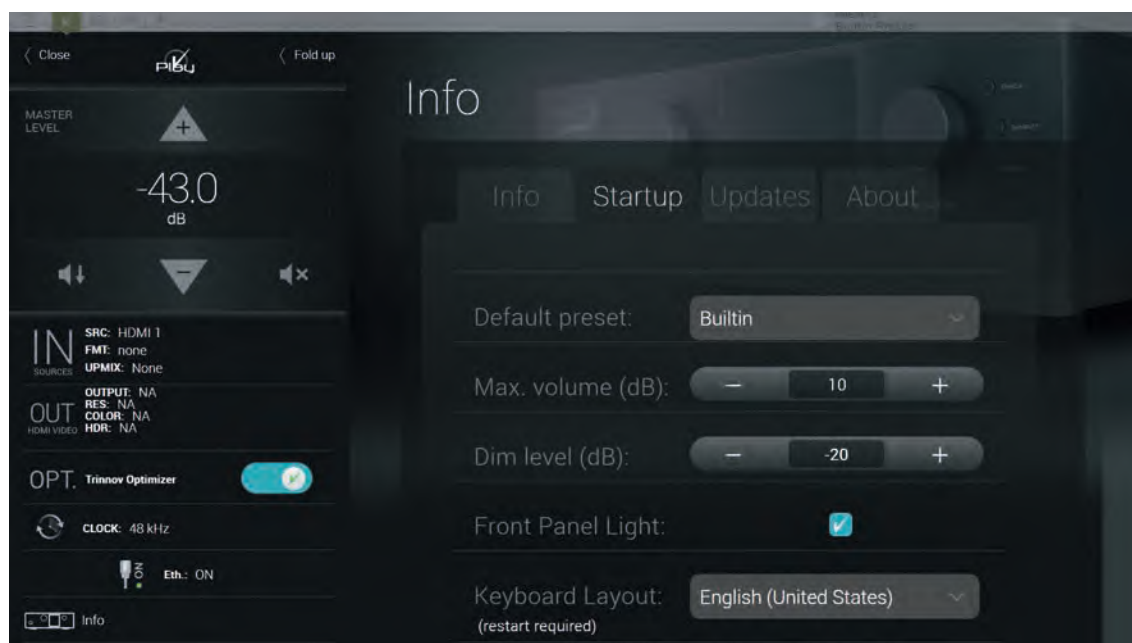 Close
Play
Fold up
MASTER
LEVEL
+
-43.0
dB
IN
SOURCES
SRC: HDMI 1
FMT: none
UPMIX: None
OUT
HDMI VIDEO
OUTPUT: NA
RES: NA
COLOR: NA
HDR: NA
OPT. Trinnov Optimizer
CLOCK: 48 kHz
ON
Eth.: ON
Info
Info
Info Startup Updates About
Default preset: Builtin
Max. volume (dB): − 10 +
Dim level (dB): − -20 +
Front Panel Light:
Keyboard Layout: English (United States)
(restart required)